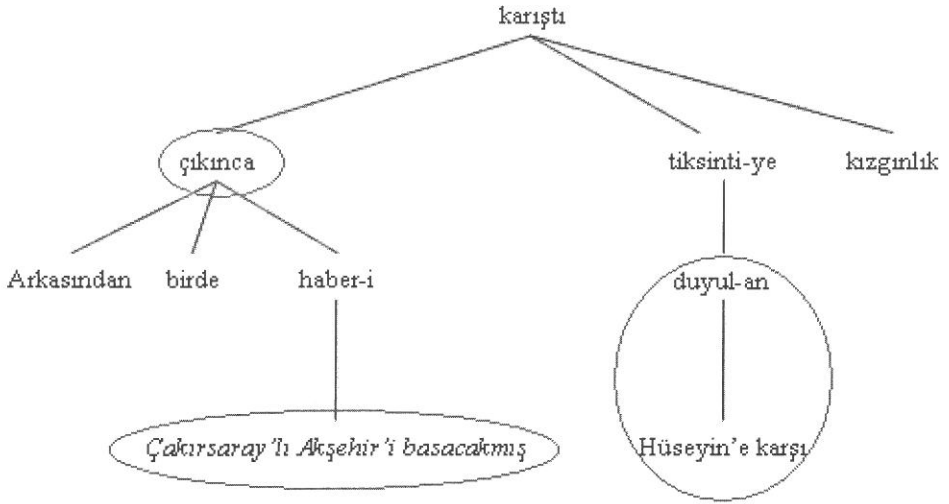 karıştı
çıkınca tiksinti-ye kızgınlık
Arkasından birde haber-i duyul-an
Çakırsaray'lı Akşehir'i basacakmış Hüseyin'e karşı